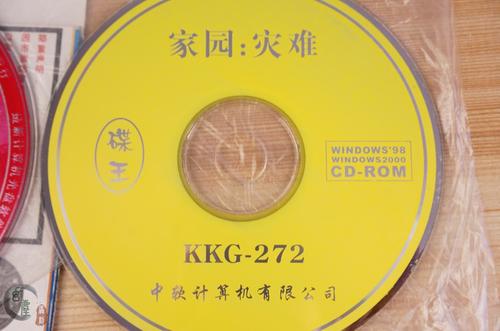 家园:灾难
碟
王
WINDOWS'98
WINDOWS2000
CD-ROM
KKG-272
中软计算机有限公司